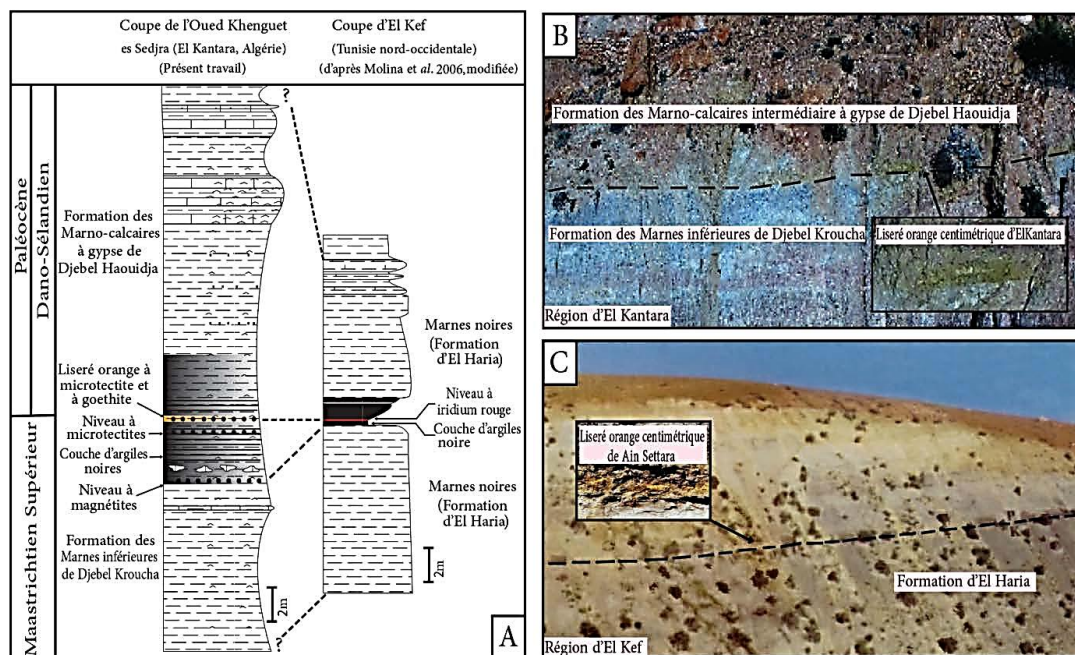 Coupe de l'Oued Khenguet
es Sedjra (El Kantara, Algérie)
(Présent travail)
Coupe d'El Kef
(Tunisie nord-occidentale)
(d'après Molina et al. 2006, modifiée)
Paléocène
Dano-Sélandien
Maastrichtien Supérieur
?
Formation des
Marno-calcaires
à gypse de
Djebel Haouidja
Liseré orange à
microtectite et
à goethite
Niveau
à microtectites
Couche d'argiles
noires
Niveau à
magnétites
Formation des
Marnes inférieures
de Djebel Kroucha
2m
?
Marnes noires
(Formation
d'El Haria)
Niveau à
iridium rouge
Couche d'argiles
noire
Marnes noires
(Formation
d'El Haria)
2m
A
B
Formation des Marno-calcaires intermédiaire à gypse de Djebel Haouidja
Formation des Marnes inférieures de Djebel Kroucha
Liseré orange centimétrique d'ElKantara
Région d'El Kantara
C
Liseré orange centimétrique
de Ain Settara
Formation d'El Haria
Région d'El Kef